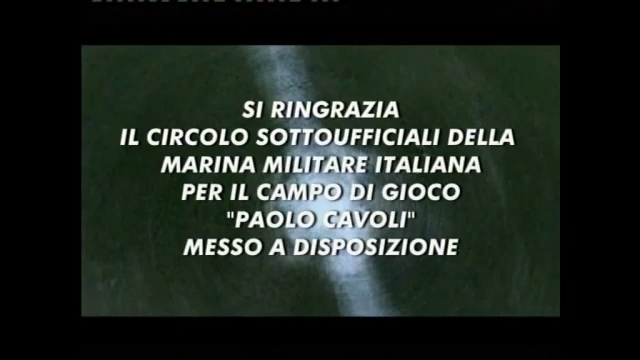 SI RINGRAZIA
IL CIRCOLO SOTTOUFFICIALI DELLA
MARINA MILITARE ITALIANA
PER IL CAMPO DI GIOCO
"PAOLO CAVOLI"
MESSO A DISPOSIZIONE